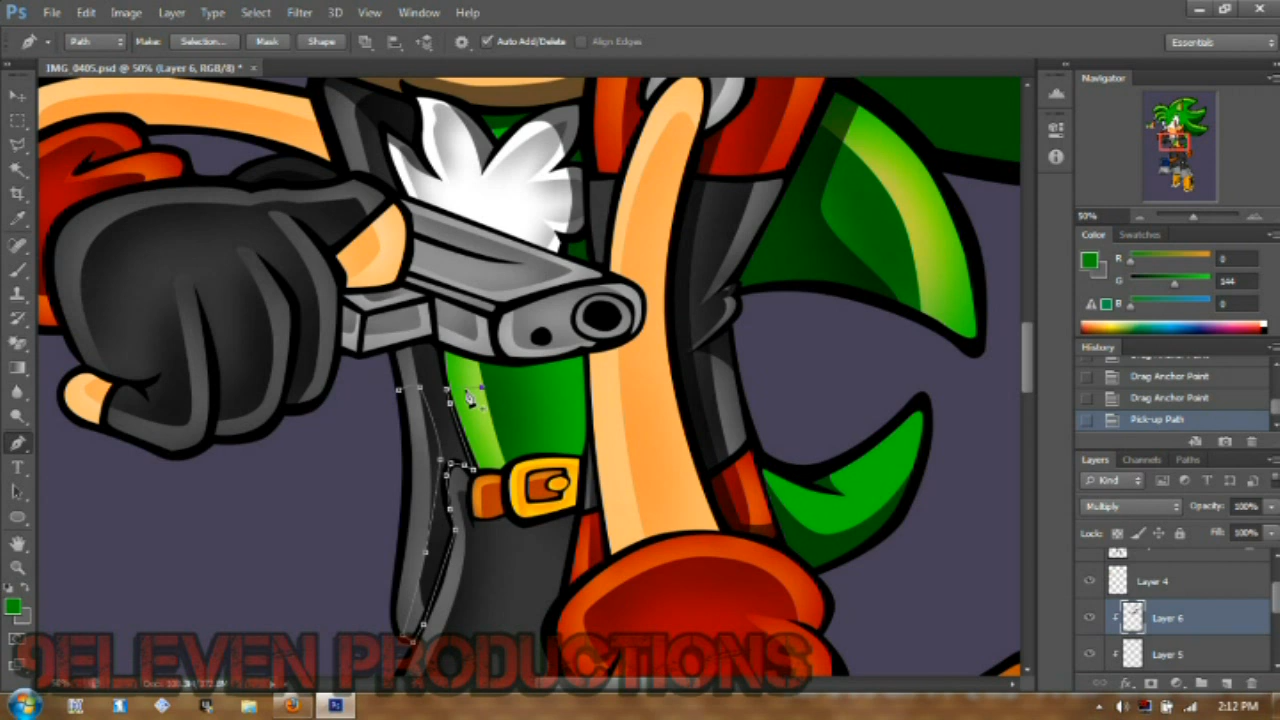 Ps File Edit Image Layer Type Select Filter 3D View Window Help
Path Make: Selection... Mask Shape Auto Add/Delete Align Edges Essentials
IMG_0405.psd @ 50% (Layer 6, RGB/8) *
Navigator
50%
Color Swatches
R 0
G 144
B 0
History
Drag Anchor Point
Drag Anchor Point
Pick-up Path
Layers Channels Paths
Kind
Multiply Opacity: 100%
Lock: Fill: 100%
Layer 4
Layer 6
Layer 5
9ELEVEN PRODUCTIONS
2:12 PM